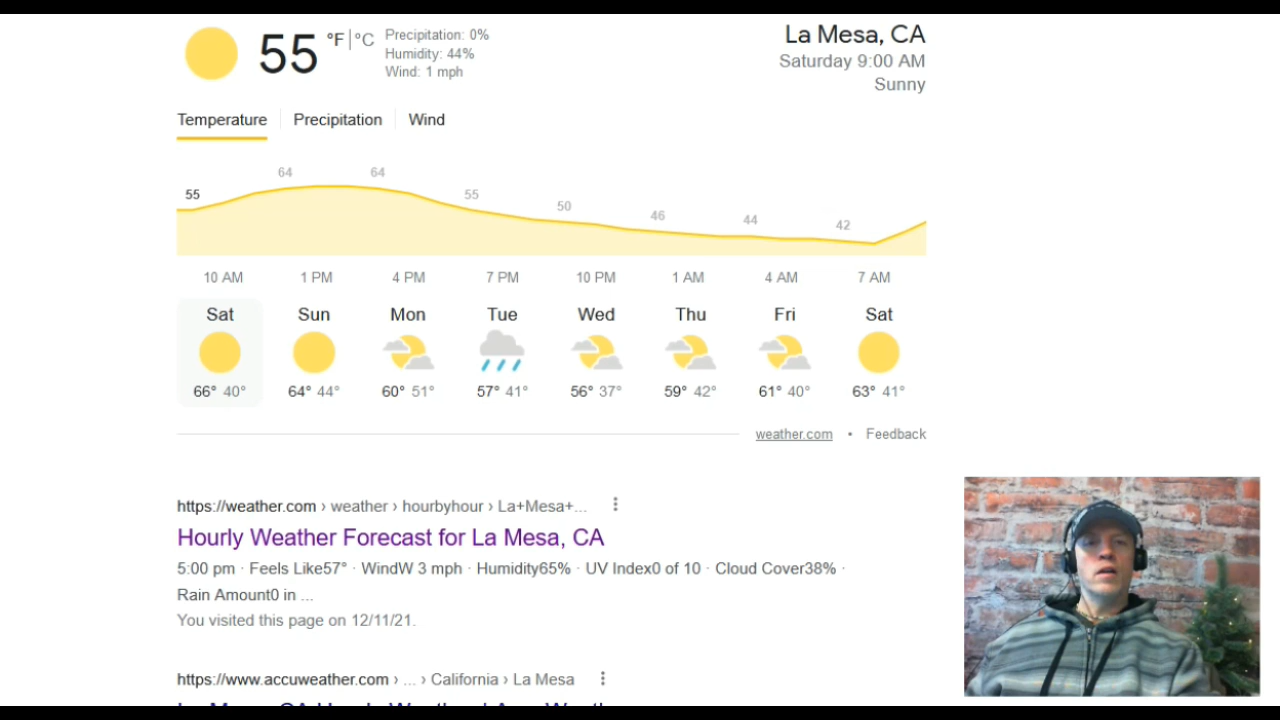 55 °F|°C
Precipitation: 0%
Humidity: 44%
Wind: 1 mph
La Mesa, CA
Saturday 9:00 AM
Sunny
Temperature Precipitation Wind
55 64 64 55 50 46 44 42
10 AM 1 PM 4 PM 7 PM 10 PM 1 AM 4 AM 7 AM
Sat Sun Mon Tue Wed Thu Fri Sat
66° 40° 64° 44° 60° 51° 57° 41° 56° 37° 59° 42° 61° 40° 63° 41°
weather.com • Feedback
https://weather.com › weather › hourbyhour › La+Mesa+...
Hourly Weather Forecast for La Mesa, CA
5:00 pm · Feels Like57° · WindW 3 mph · Humidity65% · UV Index0 of 10 · Cloud Cover38% ·
Rain Amount0 in ...
You visited this page on 12/11/21.
https://www.accuweather.com › ... › California › La Mesa